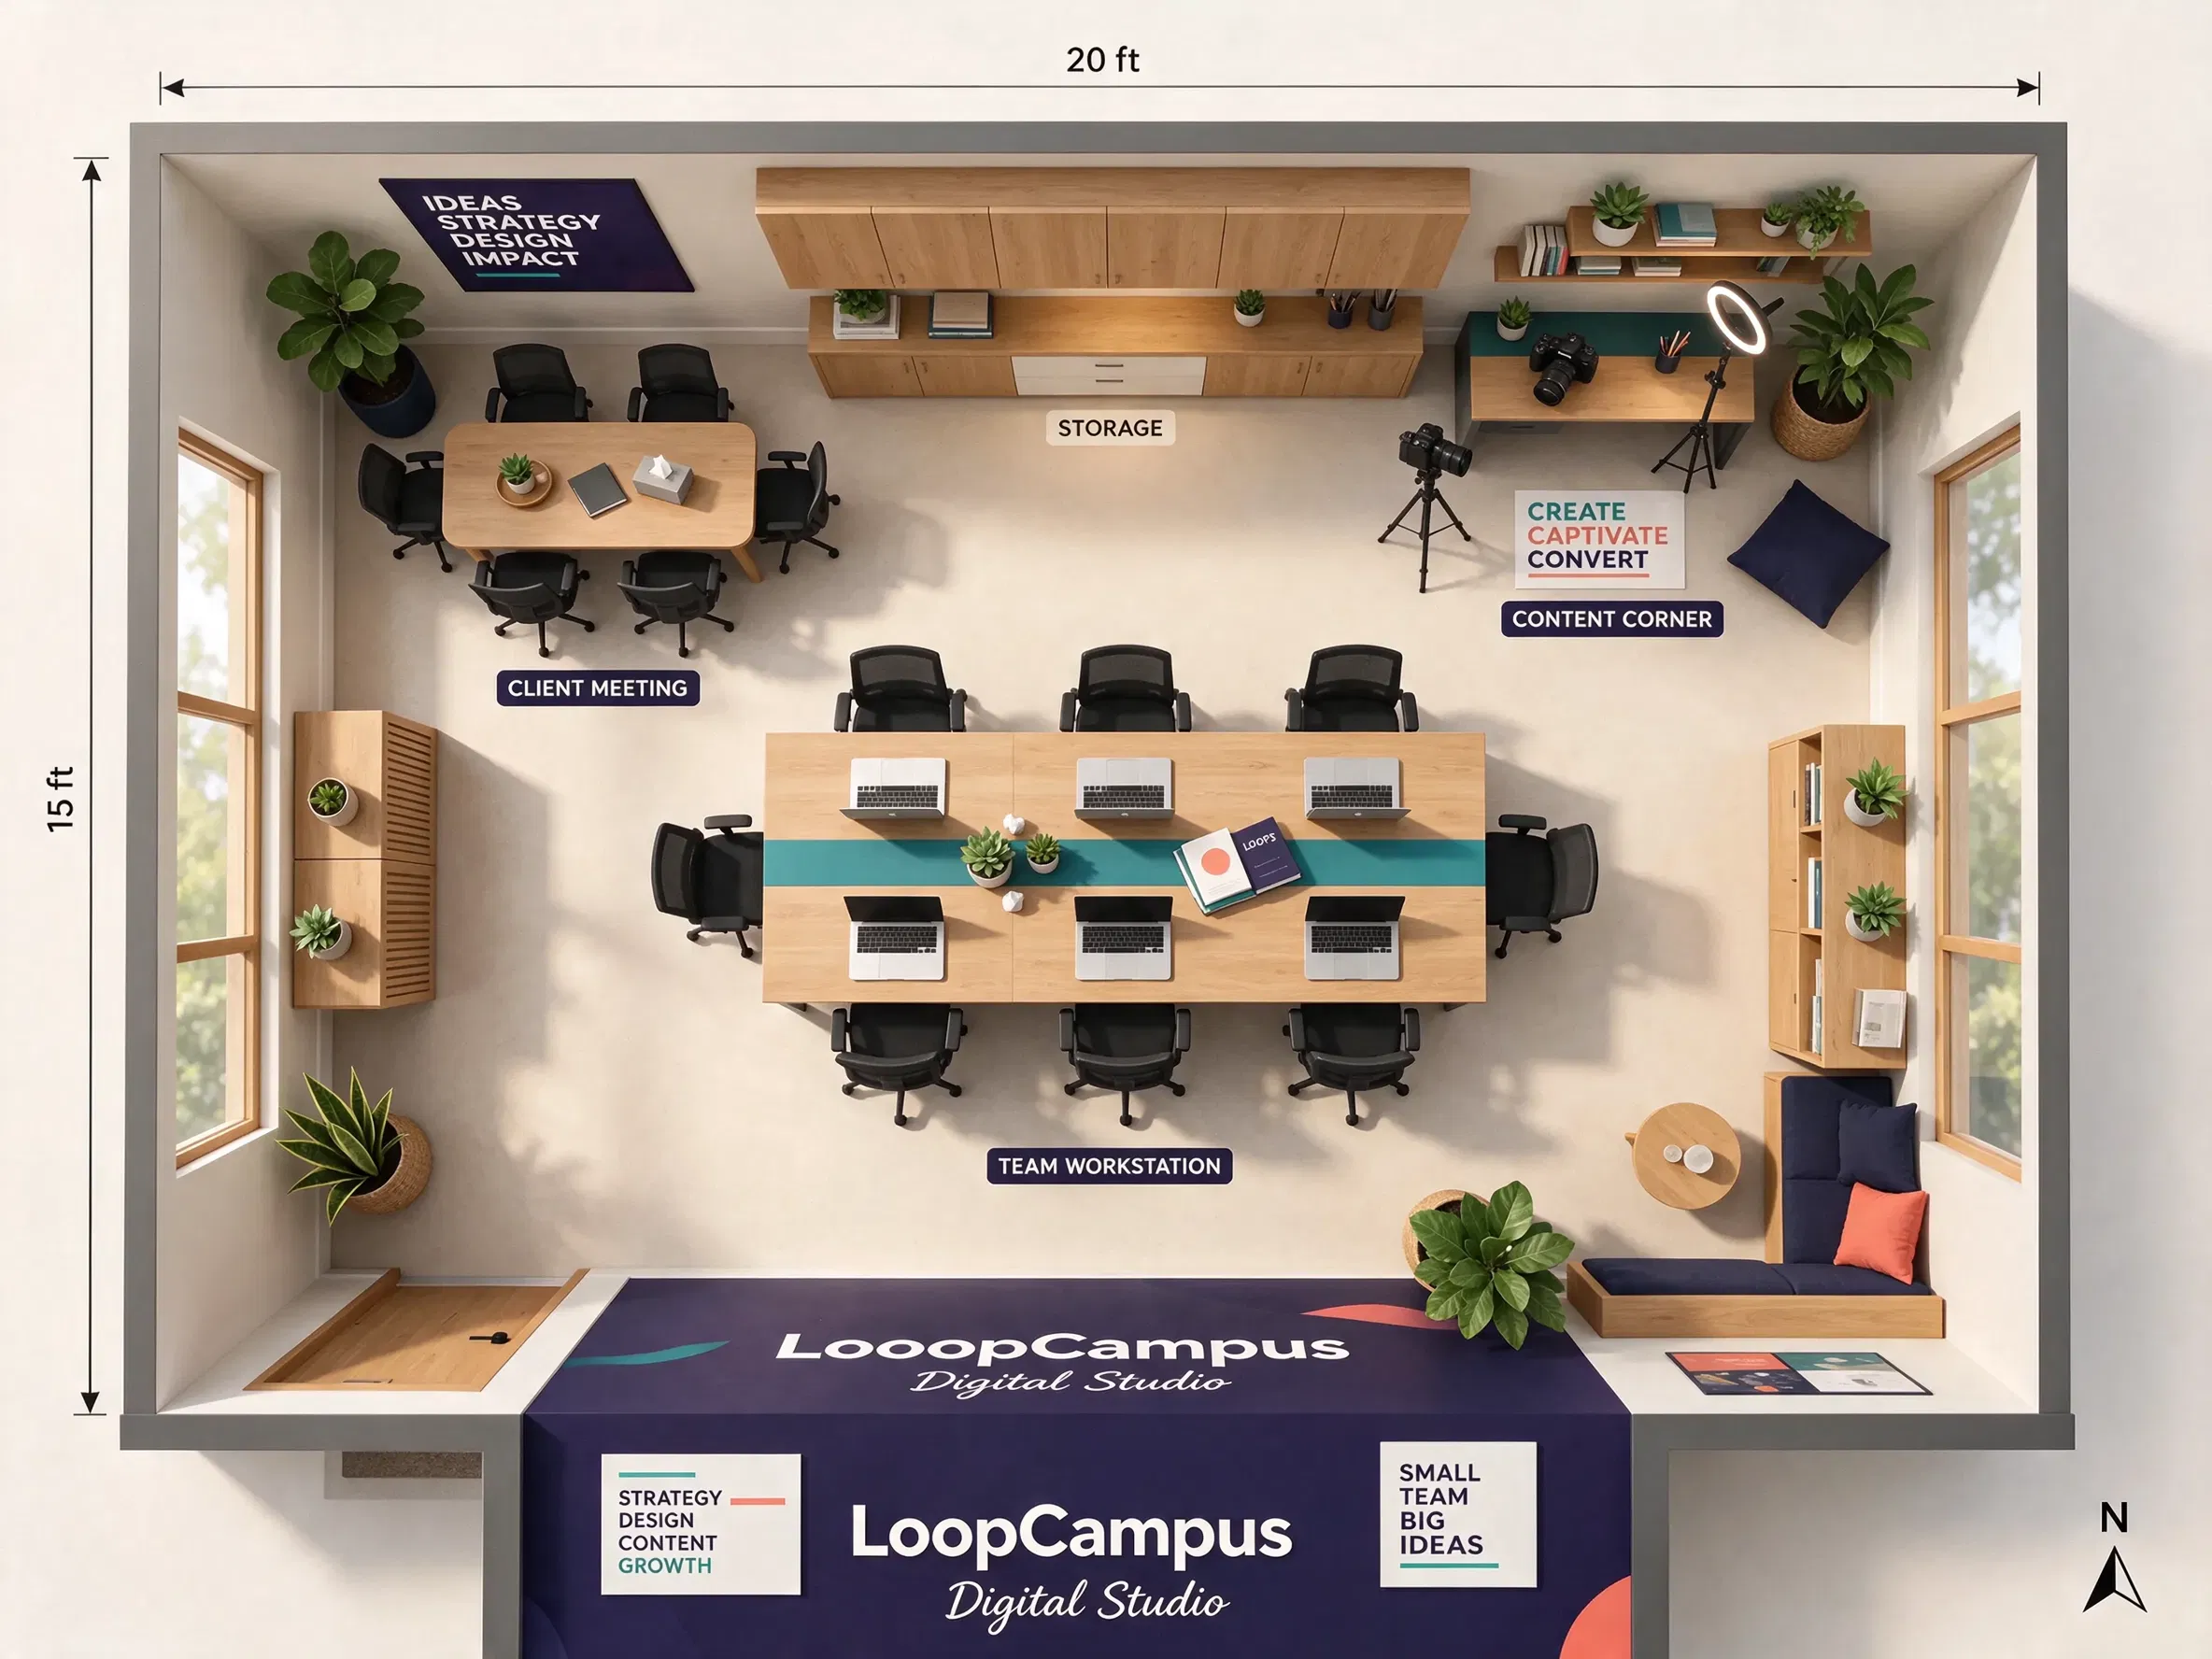 20 ft
15 ft
IDEAS
STRATEGY
DESIGN
IMPACT
STORAGE
CREATE
CAPTIVATE
CONVERT
CONTENT CORNER
CLIENT MEETING
LOOPS
TEAM WORKSTATION
LooopCampus
Digital Studio
STRATEGY
DESIGN
CONTENT
GROWTH
LoopCampus
Digital Studio
SMALL
TEAM
BIG
IDEAS
N